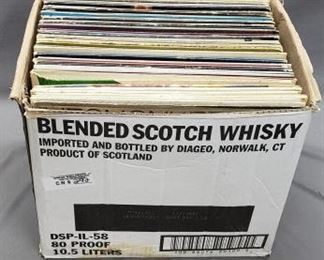 BLENDED SCOTCH WHISKY
IMPORTED AND BOTTLED BY DIAGEO, NORWALK, CT
PRODUCT OF SCOTLAND
DSP-IL-58
80 PROOF
10.5 LITERS